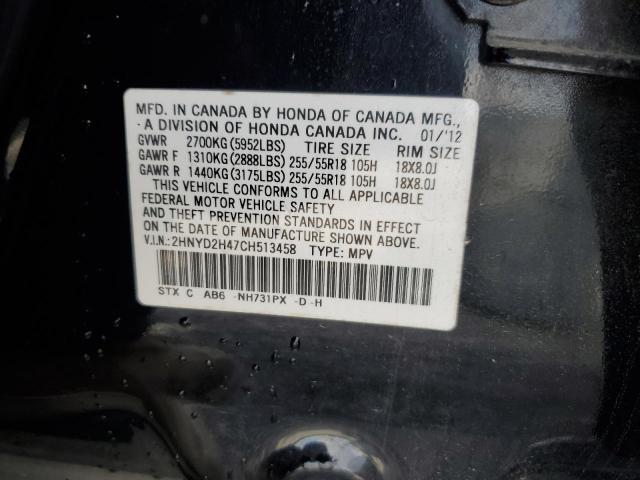 MFD. IN CANADA BY HONDA OF CANADA MFG.,
A DIVISION OF HONDA CANADA INC. 01/'12
GVWR 2700KG(5952LBS) TIRE SIZE RIM SIZE
GAWR F 1310KG(2888LBS) 255/55R18 105H 18X8.0J
GAWR R 1440KG(3175LBS) 255/55R18 105H 18X8.0J
THIS VEHICLE CONFORMS TO ALL APPLICABLE
FEDERAL MOTOR VEHICLE SAFETY
AND THEFT PREVENTION STANDARDS IN EFFECT
ON THE DATE OF MANUFACTURE SHOWN ABOVE.
V.I.N.:2HNYD2H47CH513458 TYPE: MPV
STX C AB6 -NH731PX -D-H